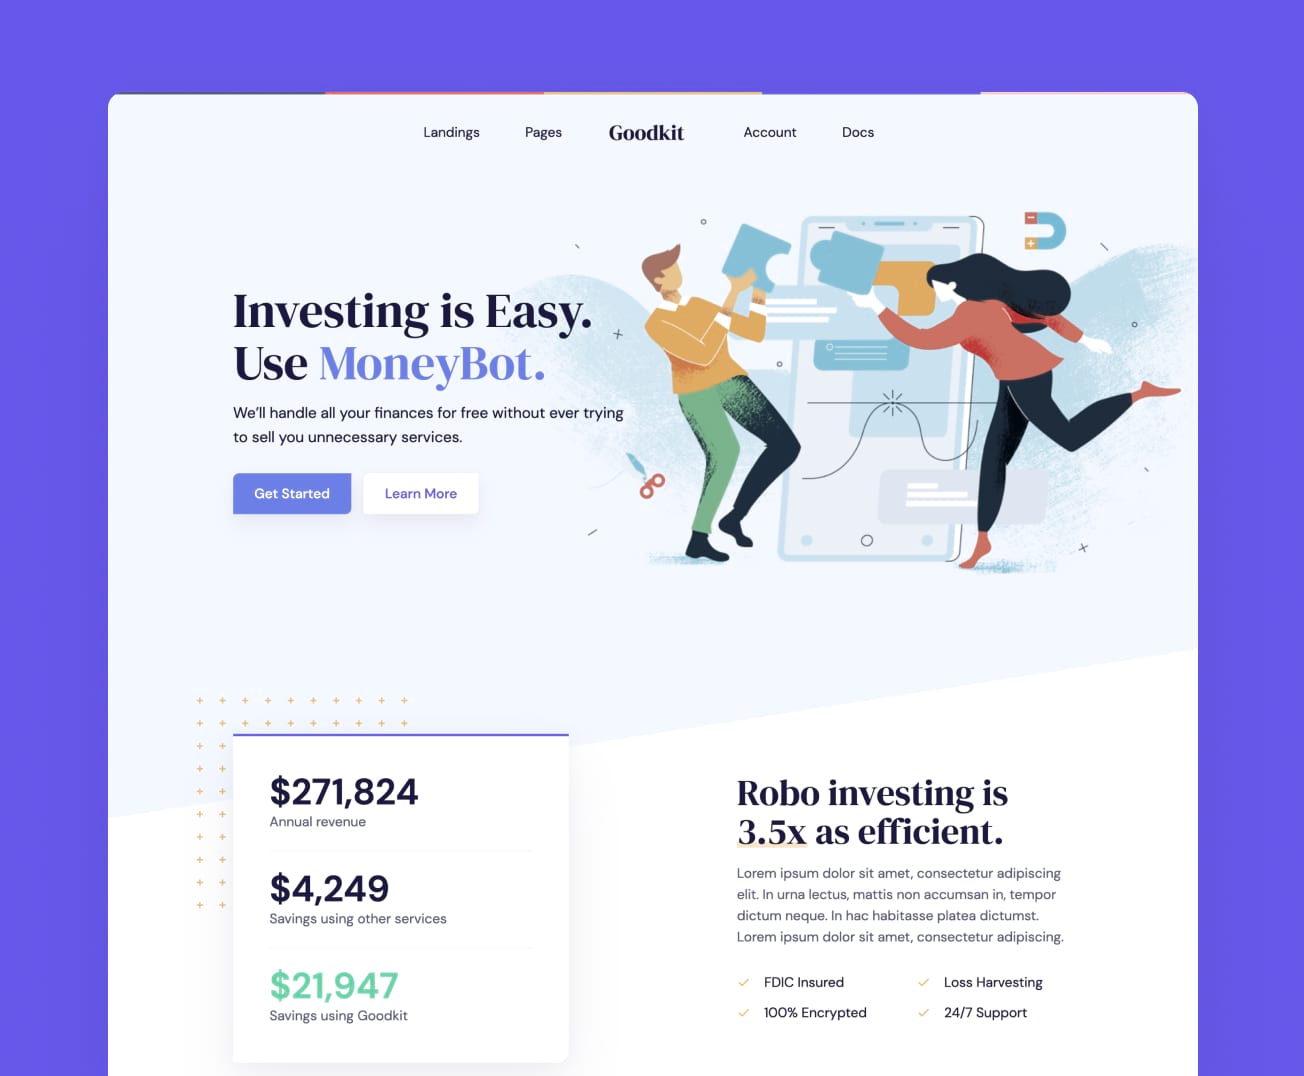 Landings Pages Goodkit Account Docs
Investing is Easy.
Use MoneyBot.
We’ll handle all your finances for free without ever trying
to sell you unnecessary services.
Get Started Learn More
$271,824
Annual revenue
$4,249
Savings using other services
$21,947
Savings using Goodkit
Robo investing is
3.5x as efficient.
Lorem ipsum dolor sit amet, consectetur adipiscing
elit. In urna lectus, mattis non accumsan in, tempor
dictum neque. In hac habitasse platea dictumst.
Lorem ipsum dolor sit amet, consectetur adipiscing.
FDIC Insured Loss Harvesting
100% Encrypted 24/7 Support